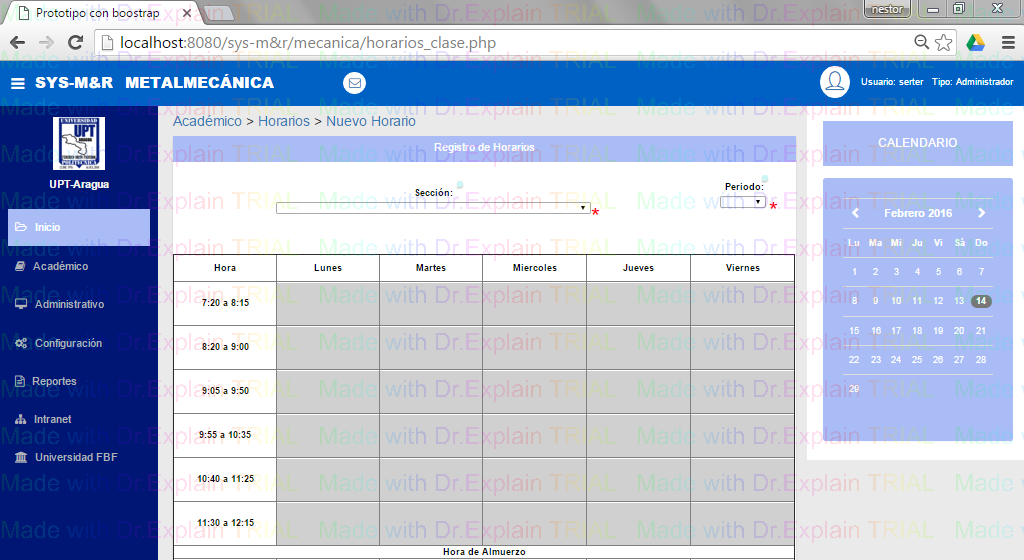 Prototipo con boostrap
nestor
localhost:8080/sys-m&r/mecanica/horarios_clase.php
SYS-M&R METALMECÁNICA
Usuario: serter Tipo: Administrador
UNIVERSIDAD
UPT
ARAGUA
UPT-Aragua
Inicio
Académico
Administrativo
Configuración
Reportes
Intranet
Universidad FBF
Académico > Horarios > Nuevo Horario
Registro de Horarios
Sección:
Periodo:
*
*
Hora Lunes Martes Miercoles Jueves Viernes
7:20 a 8:15
8:20 a 9:00
9:05 a 9:50
9:55 a 10:35
10:40 a 11:25
11:30 a 12:15
Hora de Almuerzo
CALENDARIO
Febrero 2016
Lu Ma Mi Ju Vi Sá Do
1 2 3 4 5 6 7
8 9 10 11 12 13 14
15 16 17 18 19 20 21
22 23 24 25 26 27 28
29
Made with Dr.Explain TRIAL